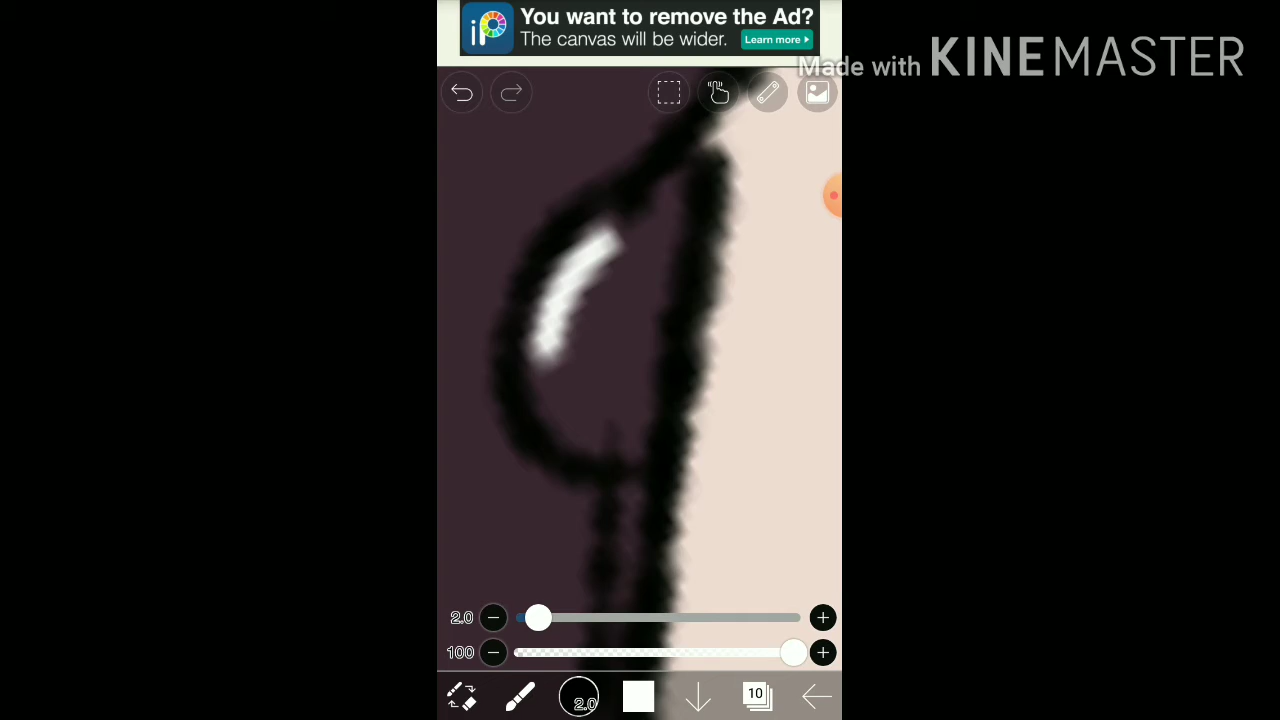 iP
You want to remove the Ad?
The canvas will be wider.
Learn more
Made with KINEMASTER
2.0
100
2.0
10